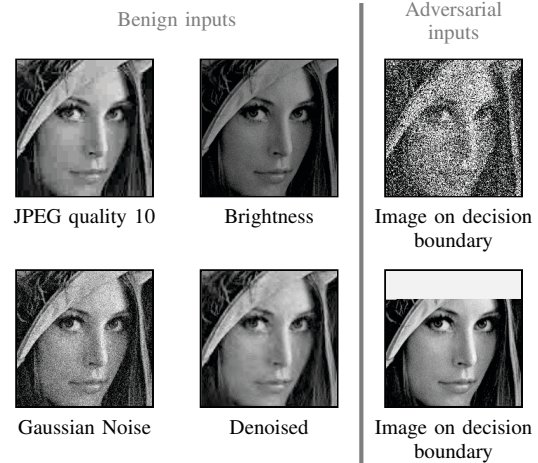 Benign inputs
Adversarial
inputs
JPEG quality 10
Brightness
Image on decision
boundary
Gaussian Noise
Denoised
Image on decision
boundary